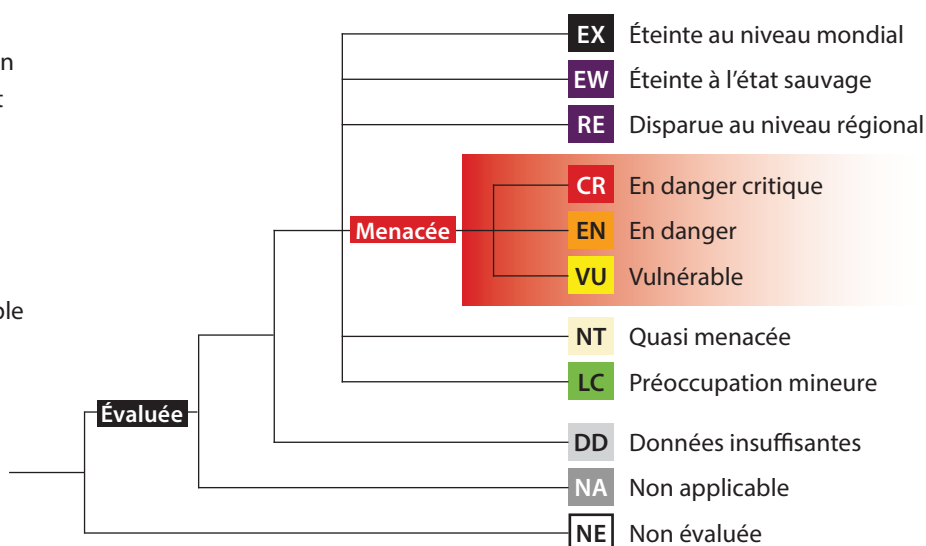 EX Éteinte au niveau mondial
n
EW Éteinte à l'état sauvage
t
RE Disparue au niveau régional
CR En danger critique
Menacée EN En danger
VU Vulnérable
ole
NT Quasi menacée
LC Préoccupation mineure
Évaluée
DD Données insuffisantes
NA Non applicable
NE Non évaluée